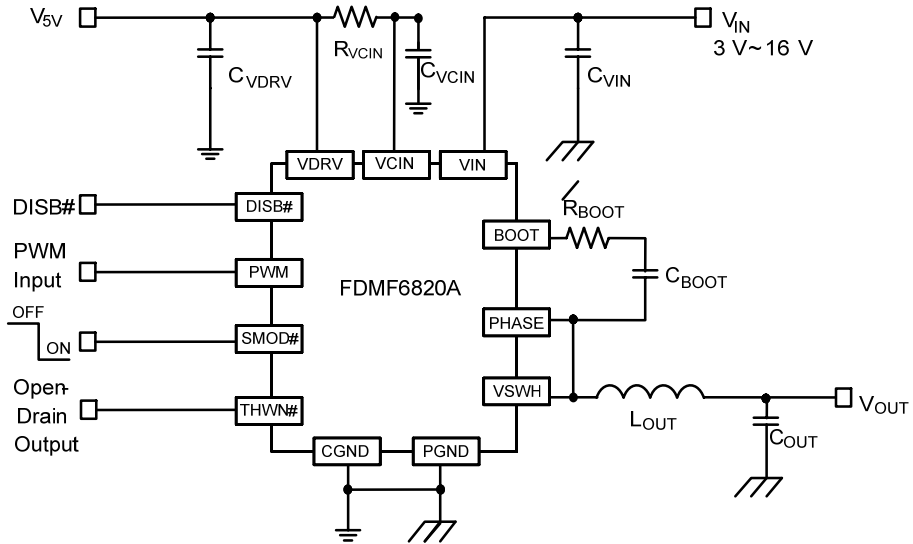 V5V
RVCIN
CVDRV
CVCIN
CVIN
VIN
3 V~16 V
VDRV
VCIN
VIN
DISB#
DISB#
PWM
Input
PWM
OFF
ON
SMOD#
Open-
Drain
Output
THWN#
FDMF6820A
BOOT
RBOOT
CBOOT
PHASE
VSWH
LOUT
COUT
VOUT
CGND
PGND